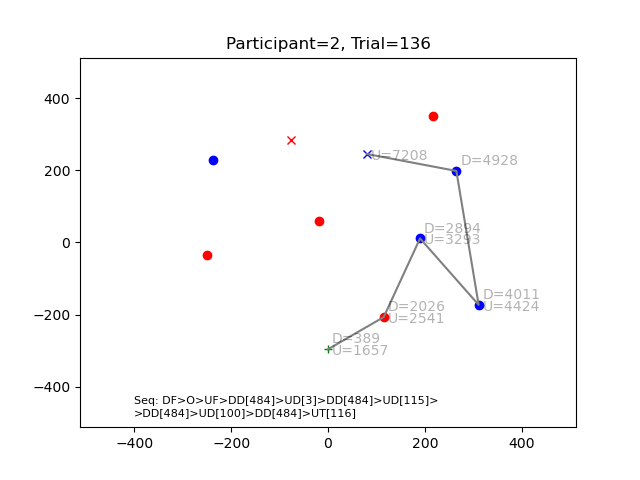 Participant=2, Trial=136
400
200
0
−200
−400
−400
−200
0
200
400
U=7208
D=4928
D=2894
U=3293
D=4011
U=4424
D=2026
U=2541
D=389
U=1657
Seq: DF>O>UF>DD[484]>UD[3]>DD[484]>UD[115]>
>DD[484]>UD[100]>DD[484]>UT[116]